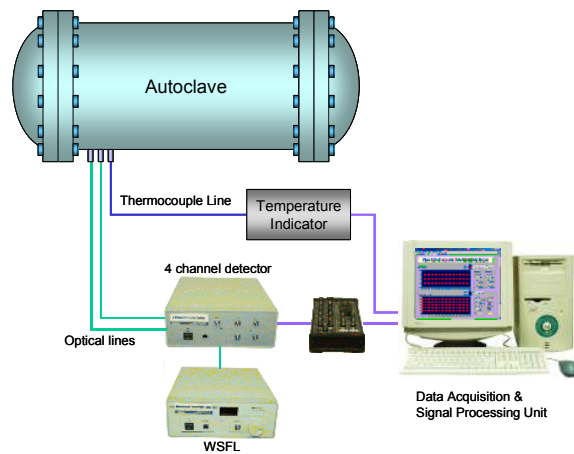 Autoclave
Thermocouple Line
Temperature
Indicator
4 channel detector
Optical lines
WSFL
Data Acquisition &
Signal Processing Unit